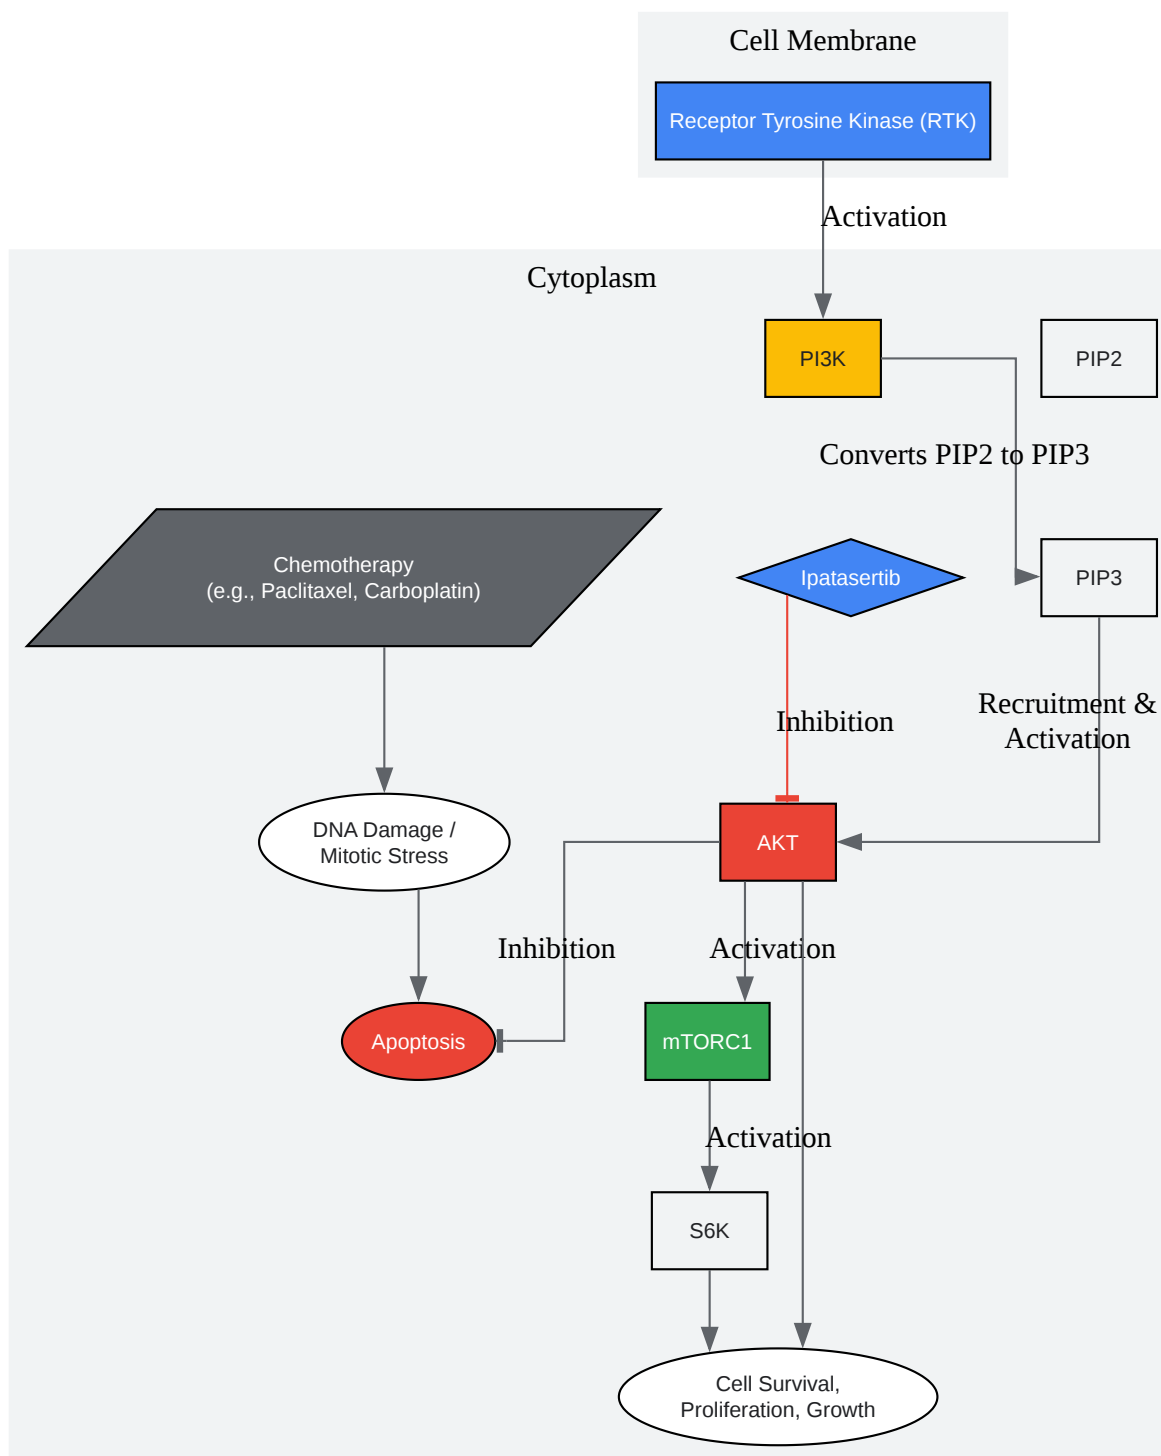 Cell Membrane
Receptor Tyrosine Kinase (RTK)
Activation
Cytoplasm
PI3K
PIP2
Converts PIP2 to PIP3
Chemotherapy
(e.g., Paclitaxel, Carboplatin)
Ipatasertib
PIP3
Inhibition
Recruitment &
Activation
DNA Damage /
Mitotic Stress
AKT
Inhibition
Activation
Apoptosis
mTORC1
Activation
S6K
Cell Survival,
Proliferation, Growth